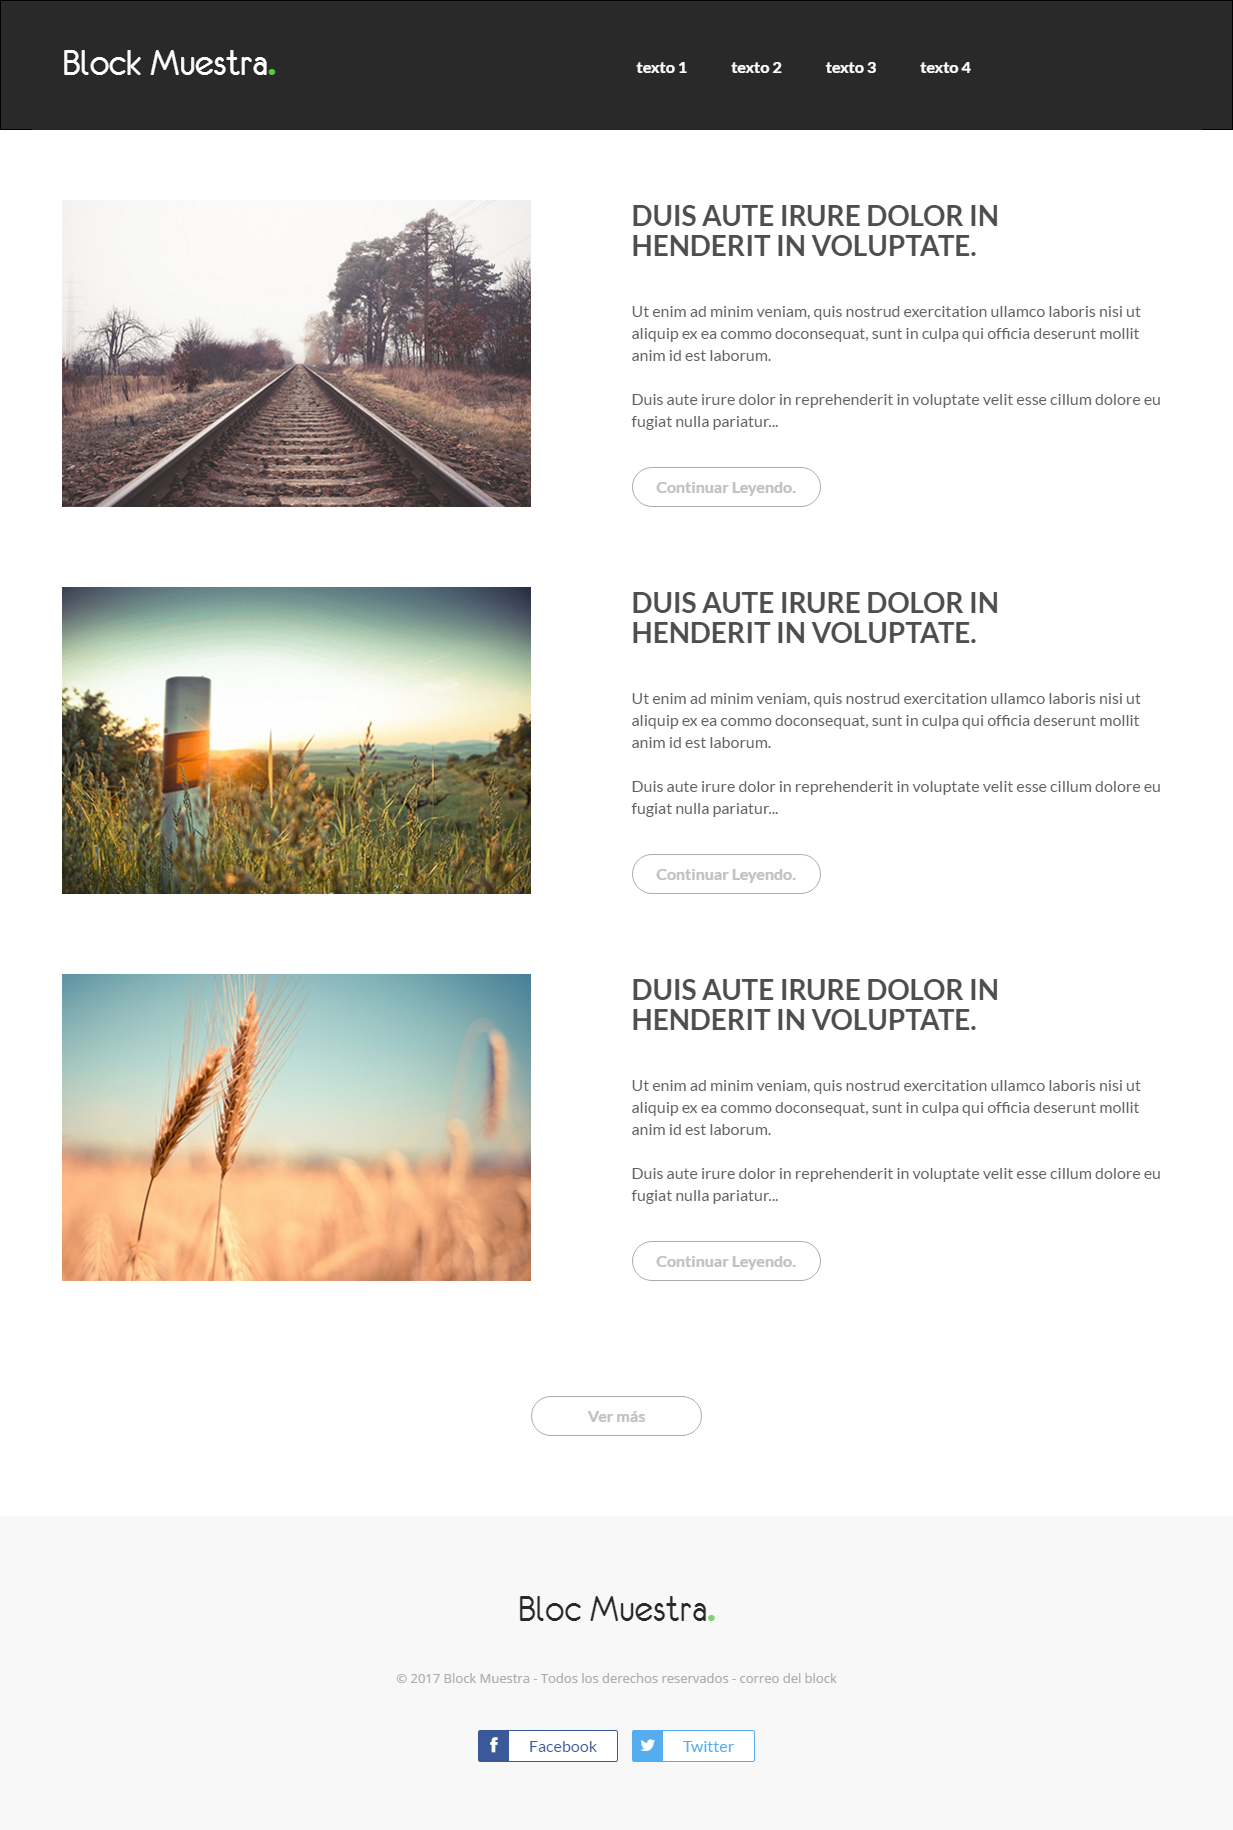 Block Muestra.
texto 1 texto 2 texto 3 texto 4
DUIS AUTE IRURE DOLOR IN
HENDERIT IN VOLUPTATE.
Ut enim ad minim veniam, quis nostrud exercitation ullamco laboris nisi ut
aliquip ex ea commo doconsequat, sunt in culpa qui officia deserunt mollit
anim id est laborum.
Duis aute irure dolor in reprehenderit in voluptate velit esse cillum dolore eu
fugiat nulla pariatur...
Continuar Leyendo.
DUIS AUTE IRURE DOLOR IN
HENDERIT IN VOLUPTATE.
Ut enim ad minim veniam, quis nostrud exercitation ullamco laboris nisi ut
aliquip ex ea commo doconsequat, sunt in culpa qui officia deserunt mollit
anim id est laborum.
Duis aute irure dolor in reprehenderit in voluptate velit esse cillum dolore eu
fugiat nulla pariatur...
Continuar Leyendo.
DUIS AUTE IRURE DOLOR IN
HENDERIT IN VOLUPTATE.
Ut enim ad minim veniam, quis nostrud exercitation ullamco laboris nisi ut
aliquip ex ea commo doconsequat, sunt in culpa qui officia deserunt mollit
anim id est laborum.
Duis aute irure dolor in reprehenderit in voluptate velit esse cillum dolore eu
fugiat nulla pariatur...
Continuar Leyendo.
Ver más
Bloc Muestra.
© 2017 Block Muestra - Todos los derechos reservados - correo del block
Facebook Twitter